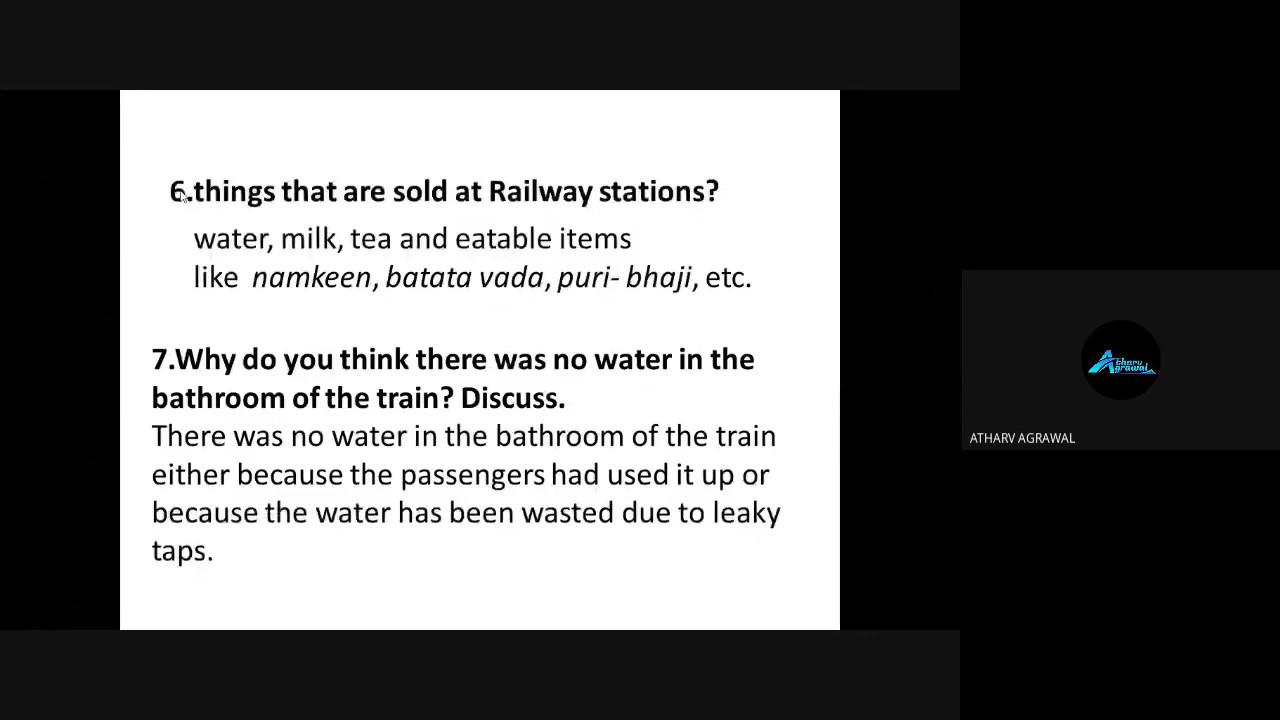 6.things that are sold at Railway stations?
water, milk, tea and eatable items
like namkeen, batata vada, puri- bhaji, etc.
7.Why do you think there was no water in the
bathroom of the train? Discuss.
There was no water in the bathroom of the train
either because the passengers had used it up or
because the water has been wasted due to leaky
taps.
Atharv
Agrawal
ATHARV AGRAWAL